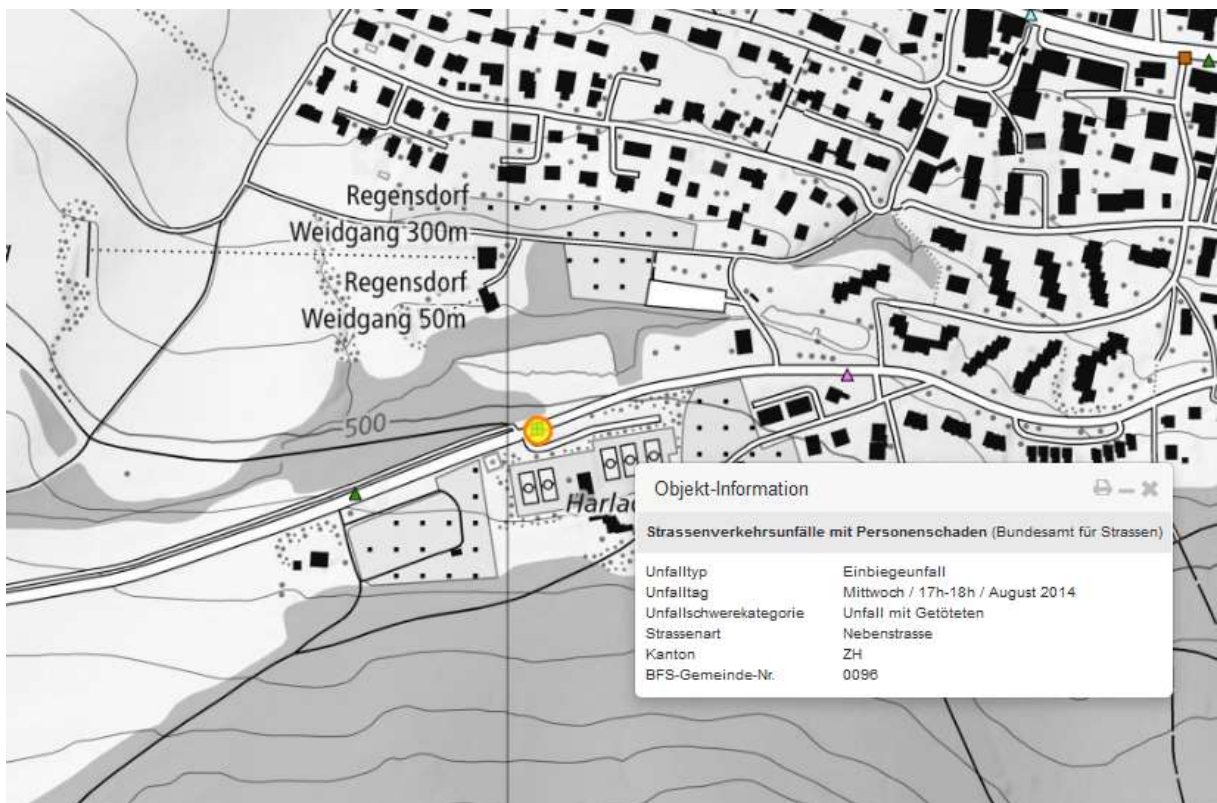 Regensdorf
Weidgang 300m
Regensdorf
Weidgang 50m
500
Harla
Objekt-Information
Strassenverkehrsunfälle mit Personenschaden (Bundesamt für Strassen)
Unfalltyp Einbiegeunfall
Unfalltag Mittwoch / 17h-18h / August 2014
Unfallschwerekategorie Unfall mit Getöteten
Strassenart Nebenstrasse
Kanton ZH
BFS-Gemeinde-Nr. 0096